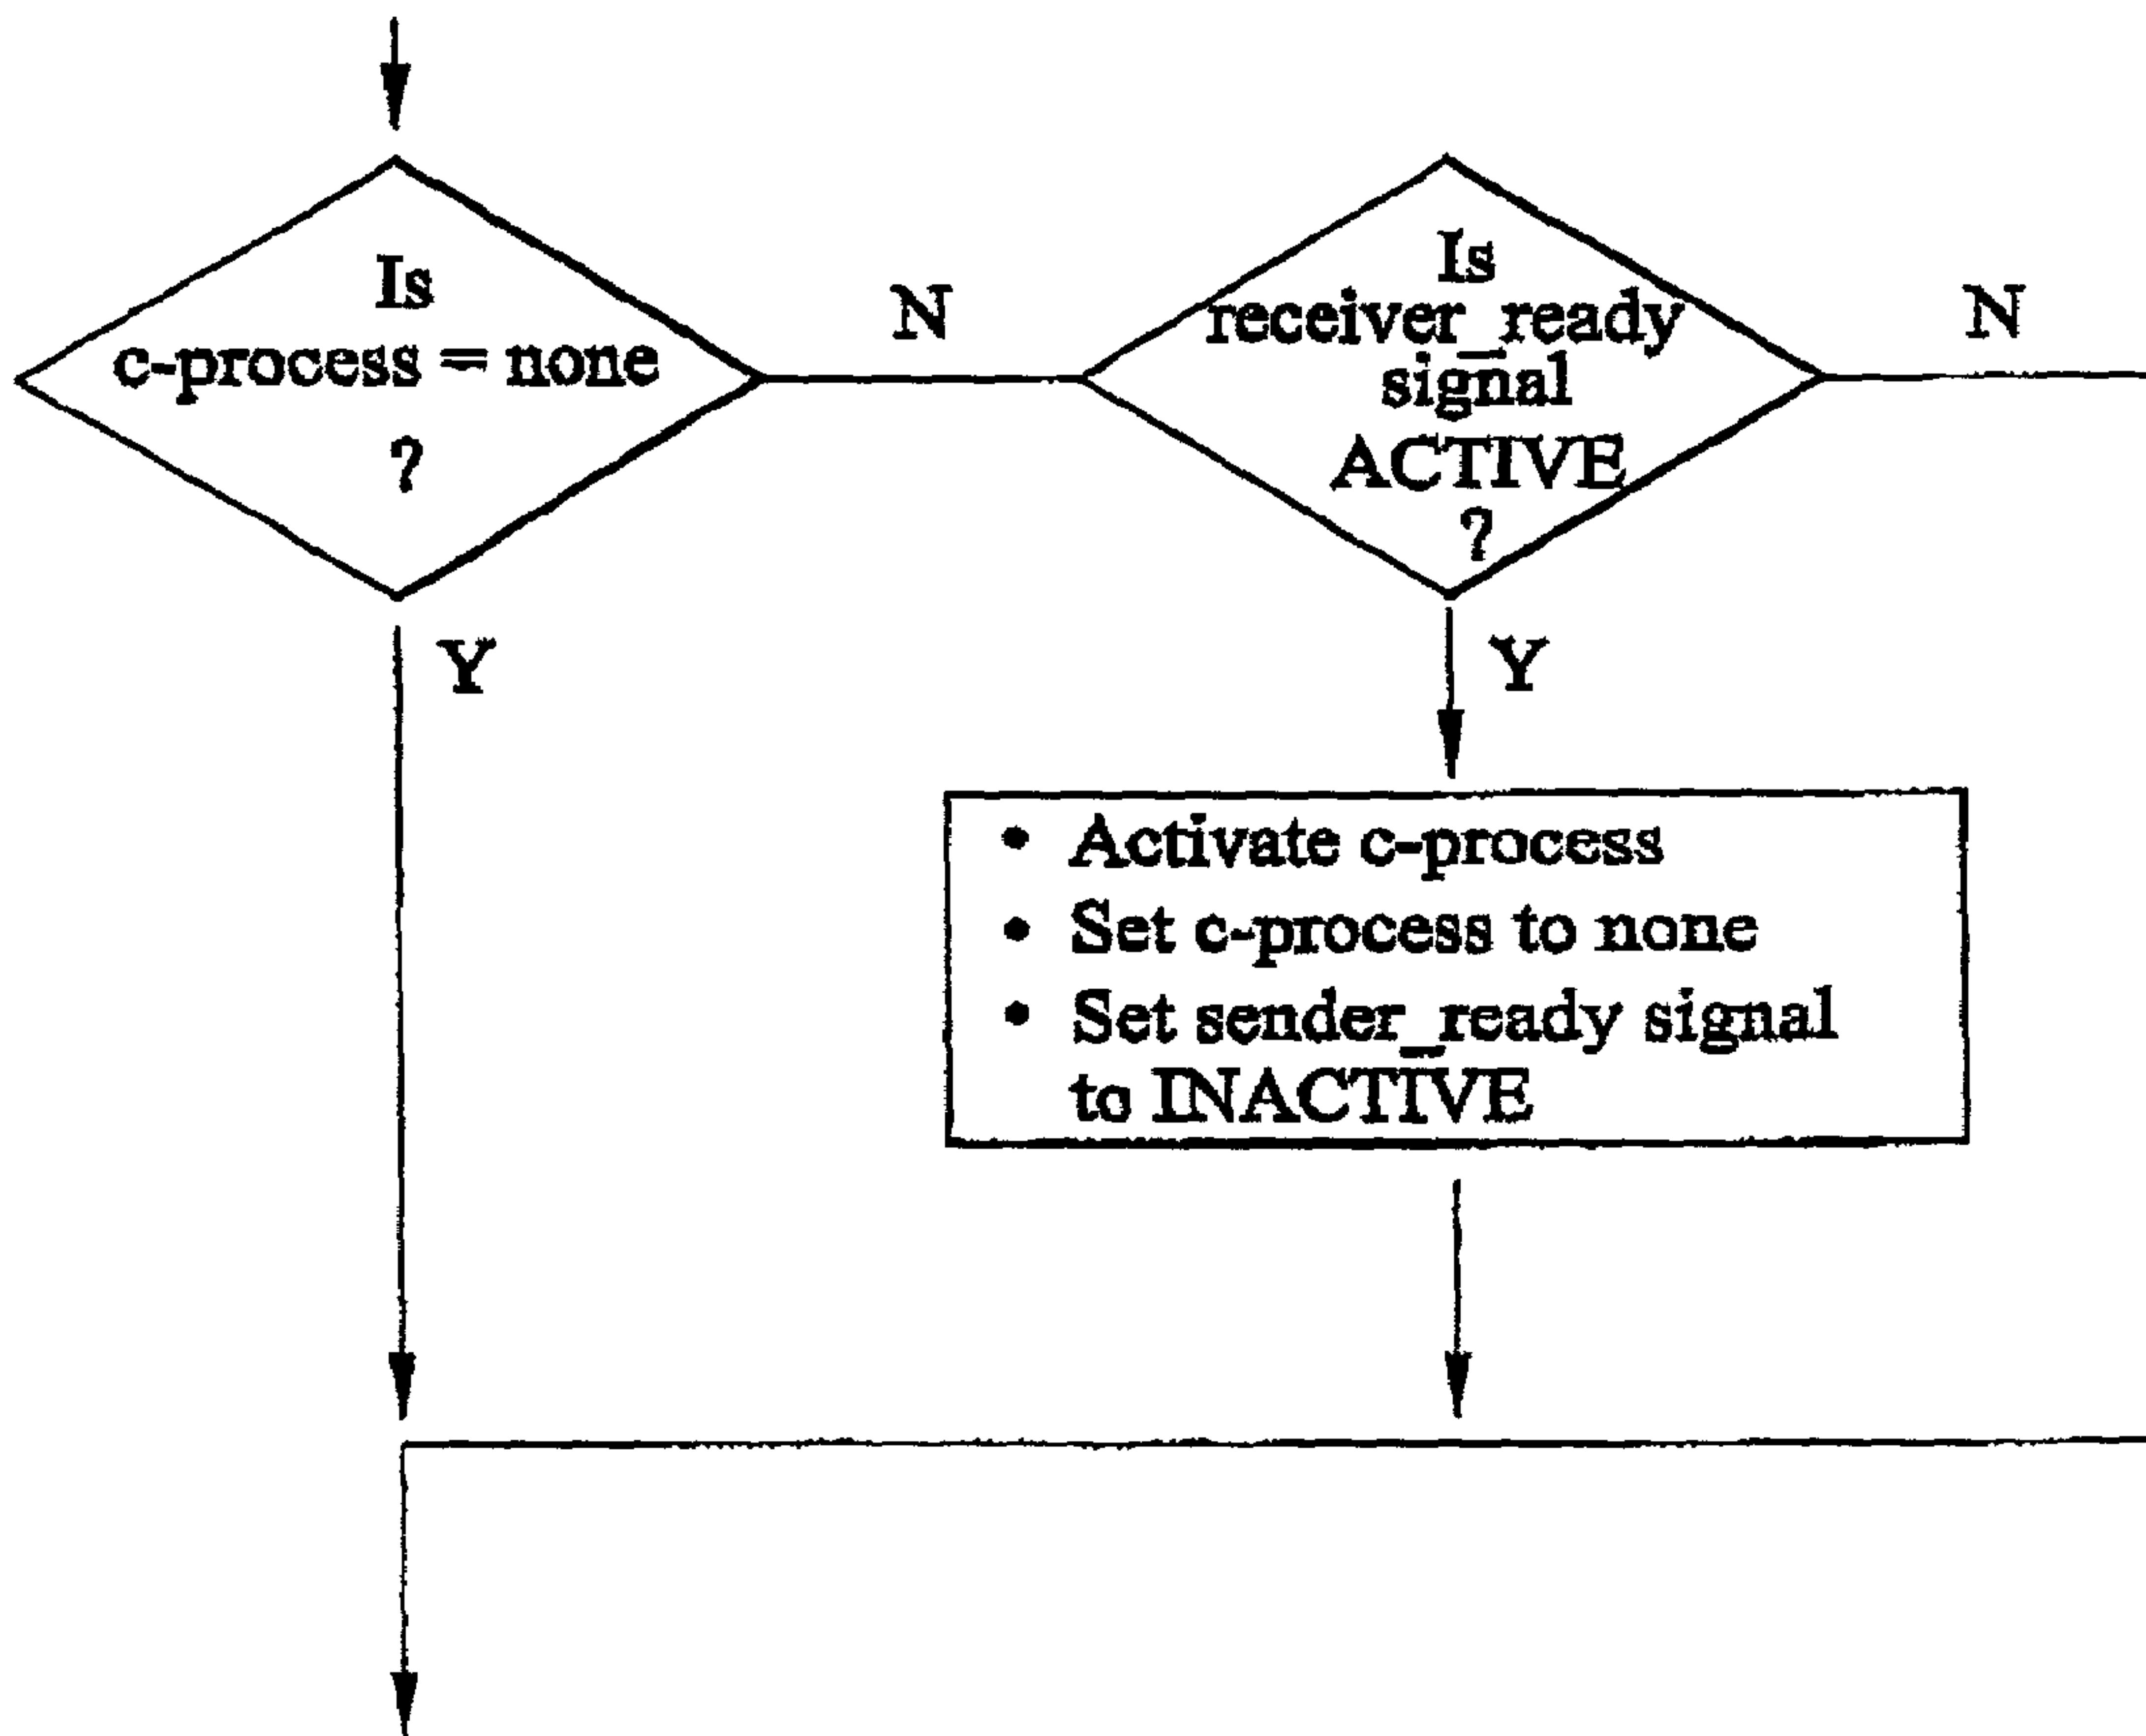 Is
c-process = none
?
N
Is
receiver_ready
signal
ACTIVE
?
N
Y
Y
• Activate c-process
• Set c-process to none
• Set sender_ready signal
to INACTIVE